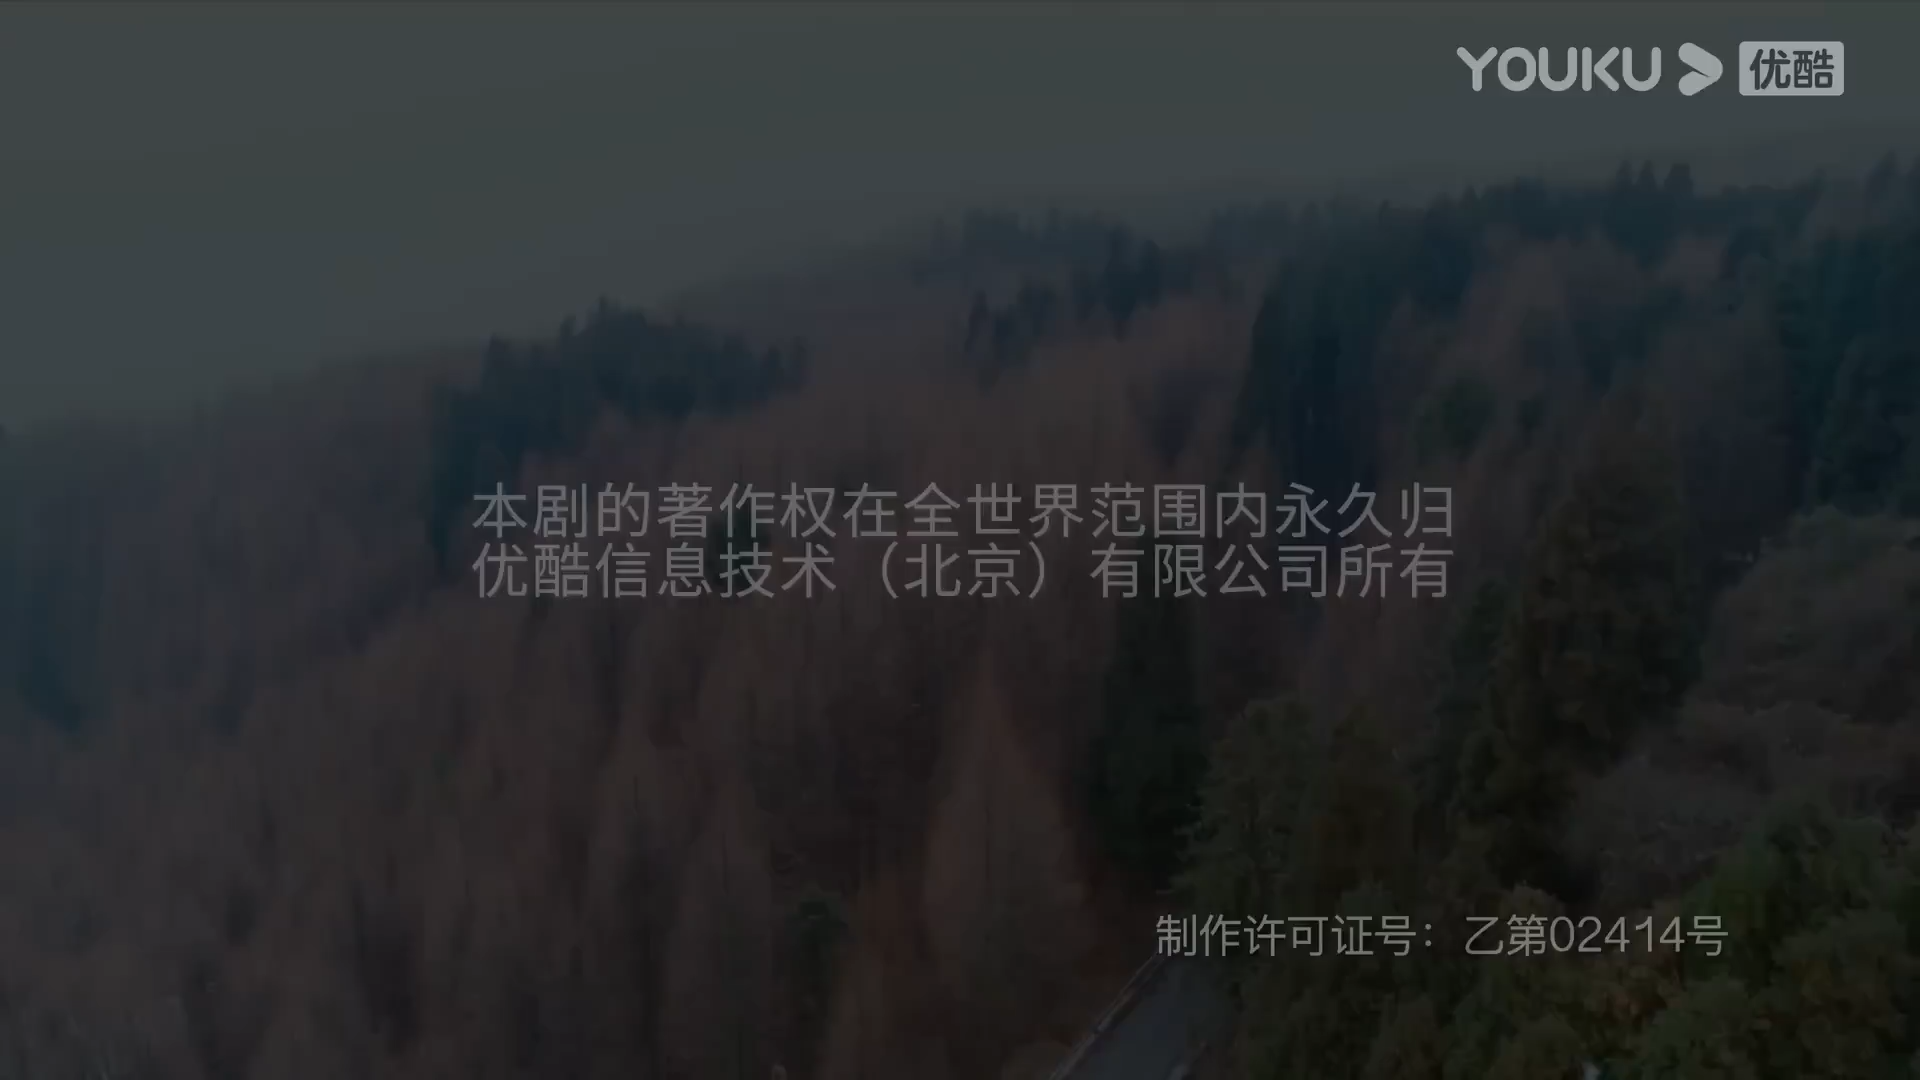 YOUKU 优酷
本剧的著作权在全世界范围内永久归
优酷信息技术（北京）有限公司所有
制作许可证号：乙第02414号